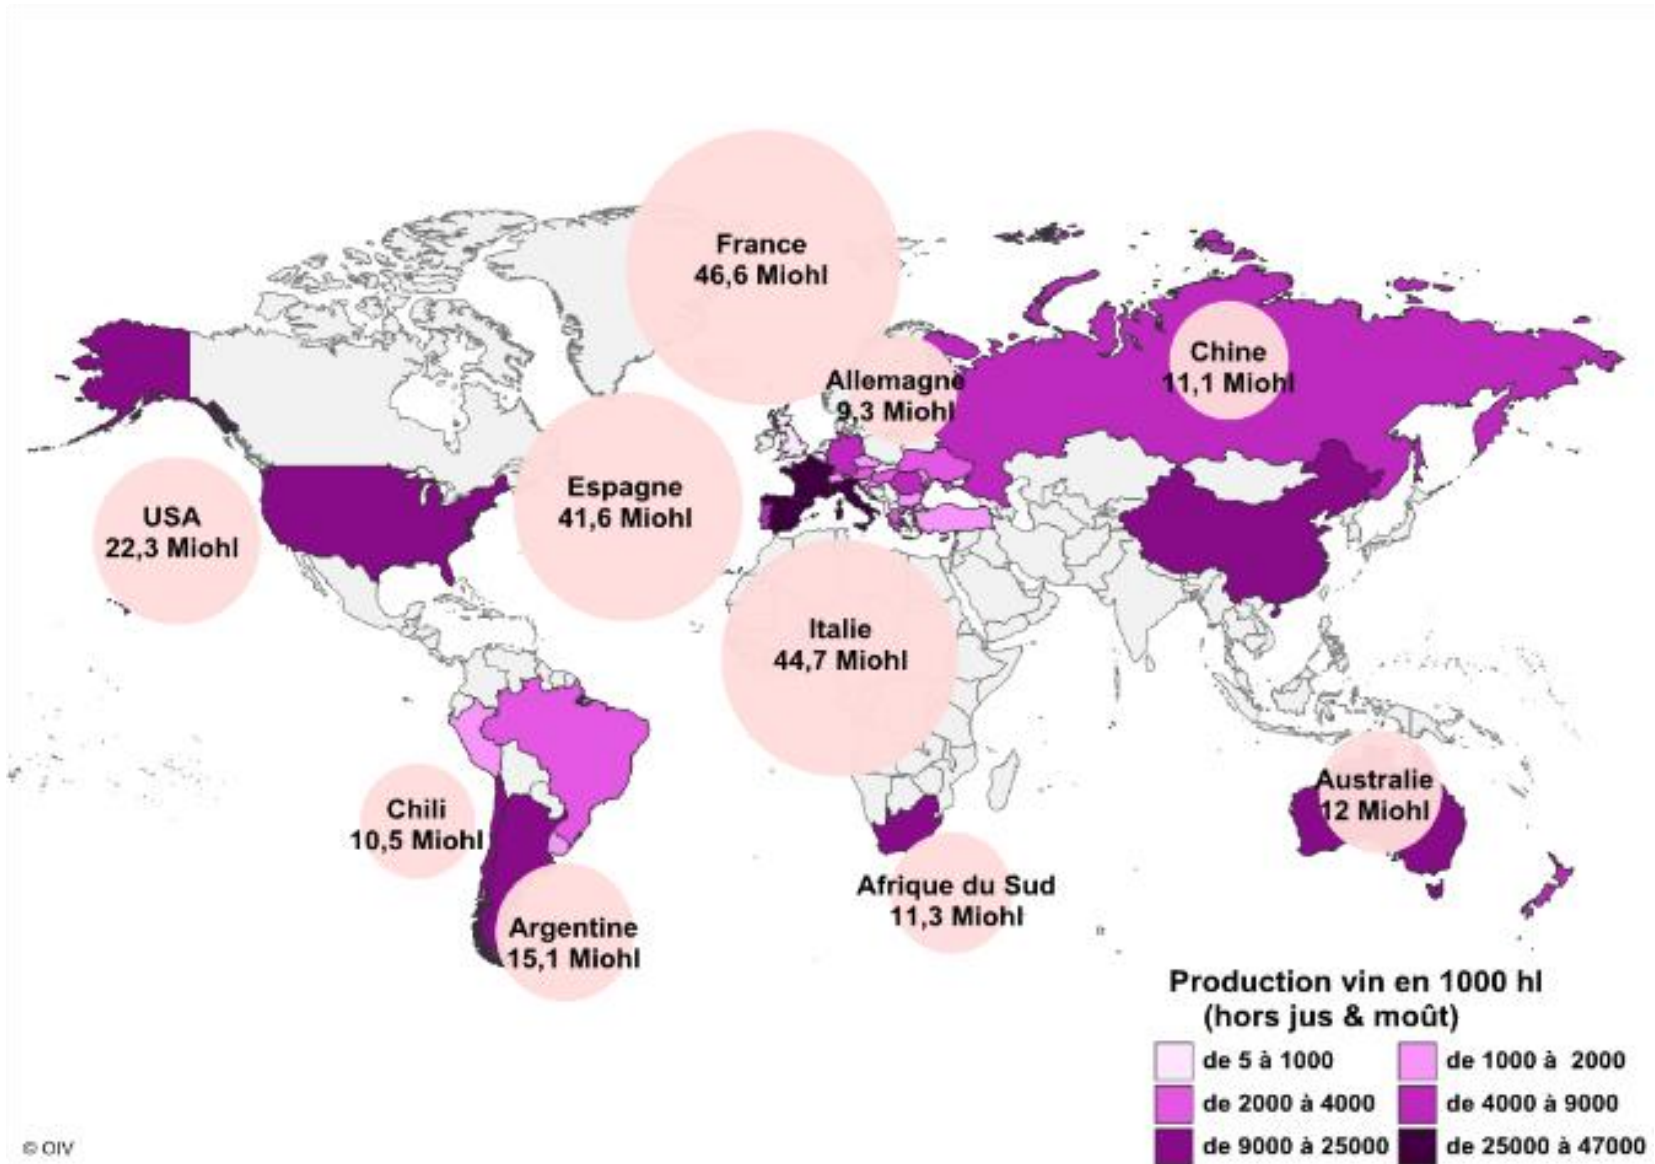 France
46,6 Miohl
Allemagne
9,3 Miohl
Chine
11,1 Miohl
Espagne
41,6 Miohl
USA
22,3 Miohl
Italie
44,7 Miohl
Chili
10,5 Miohl
Australie
12 Miohl
Afrique du Sud
11,3 Miohl
Argentine
15,1 Miohl
Production vin en 1000 hl
(hors jus & moût)
de 5 à 1000
de 1000 à 2000
de 2000 à 4000
de 4000 à 9000
de 9000 à 25000
de 25000 à 47000
© OIV